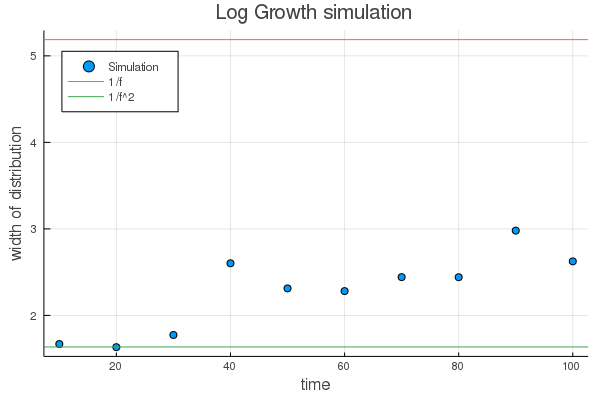 Log Growth simulation
5
4
3
2
width of distribution
Simulation
1/f
1/f^2
20
40
60
80
100
time